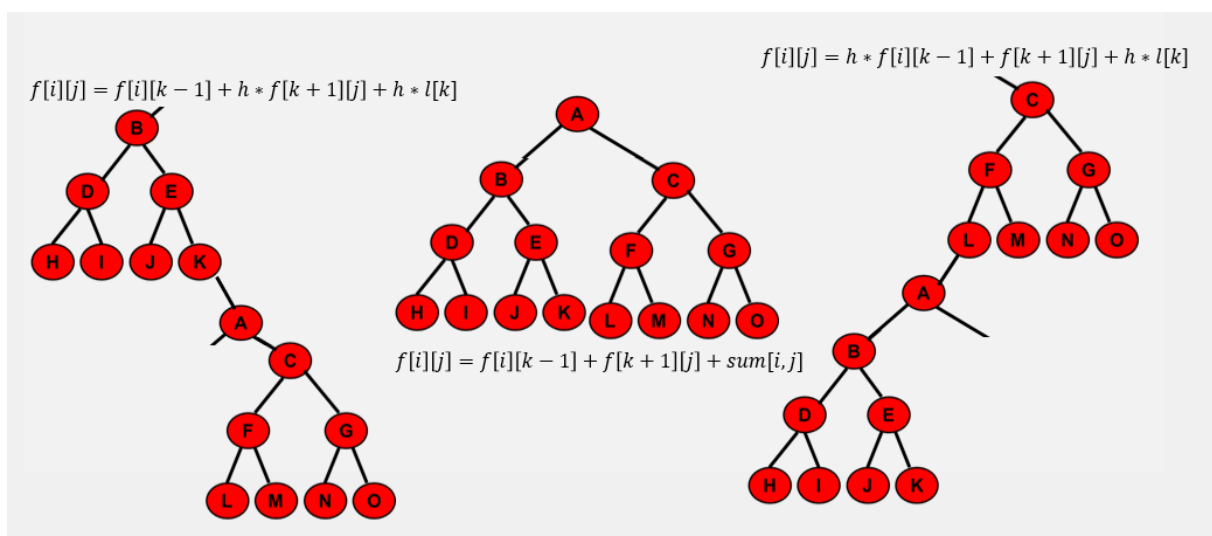 f[i][j] = f[i][k − 1] + h ∗ f[k + 1][j] + h ∗ l[k]
B
D E
H I J K
A
C
F G
L M N O
A
B C
D E F G
H I J K L M N O
f[i][j] = f[i][k − 1] + f[k + 1][j] + sum[i, j]
f[i][j] = h ∗ f[i][k − 1] + f[k + 1][j] + h ∗ l[k]
C
F G
L M N O
A
B
D E
H I J K